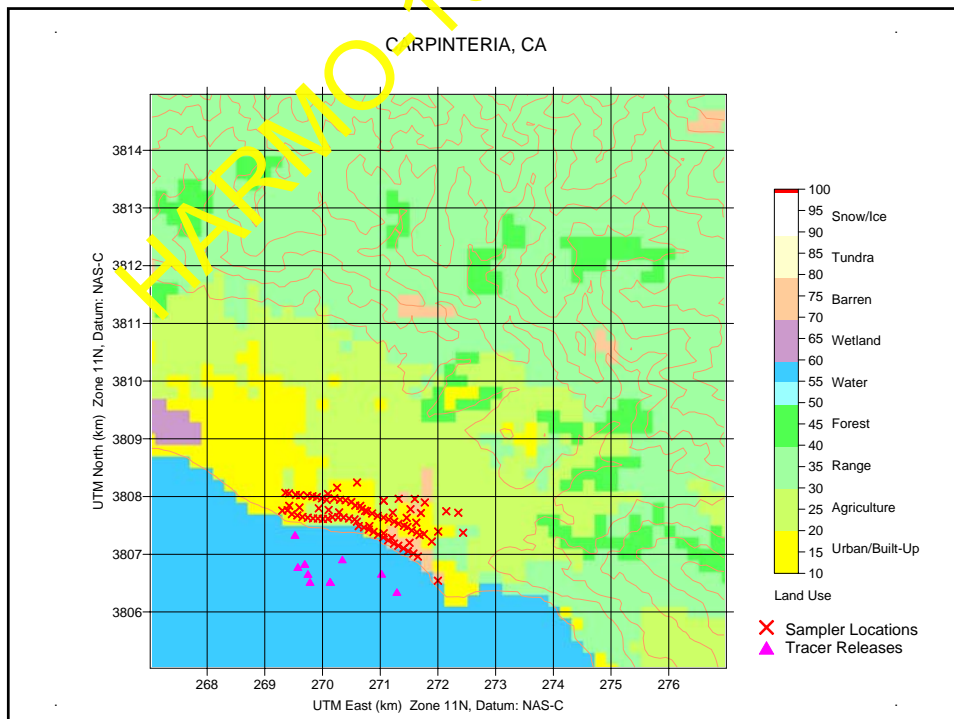 CARPINTERIA, CA
HARMO-1
3814
3813
3812
3811
3810
3809
3808
3807
3806
UTM North (km) Zone 11N, Datum: NAS-C
268 269 270 271 272 273 274 275 276
UTM East (km) Zone 11N, Datum: NAS-C
100
95 Snow/Ice
90
85 Tundra
80
75 Barren
70
65 Wetland
60
55 Water
50
45 Forest
40
35 Range
30
25 Agriculture
20
15 Urban/Built-Up
10
Land Use
Sampler Locations
Tracer Releases